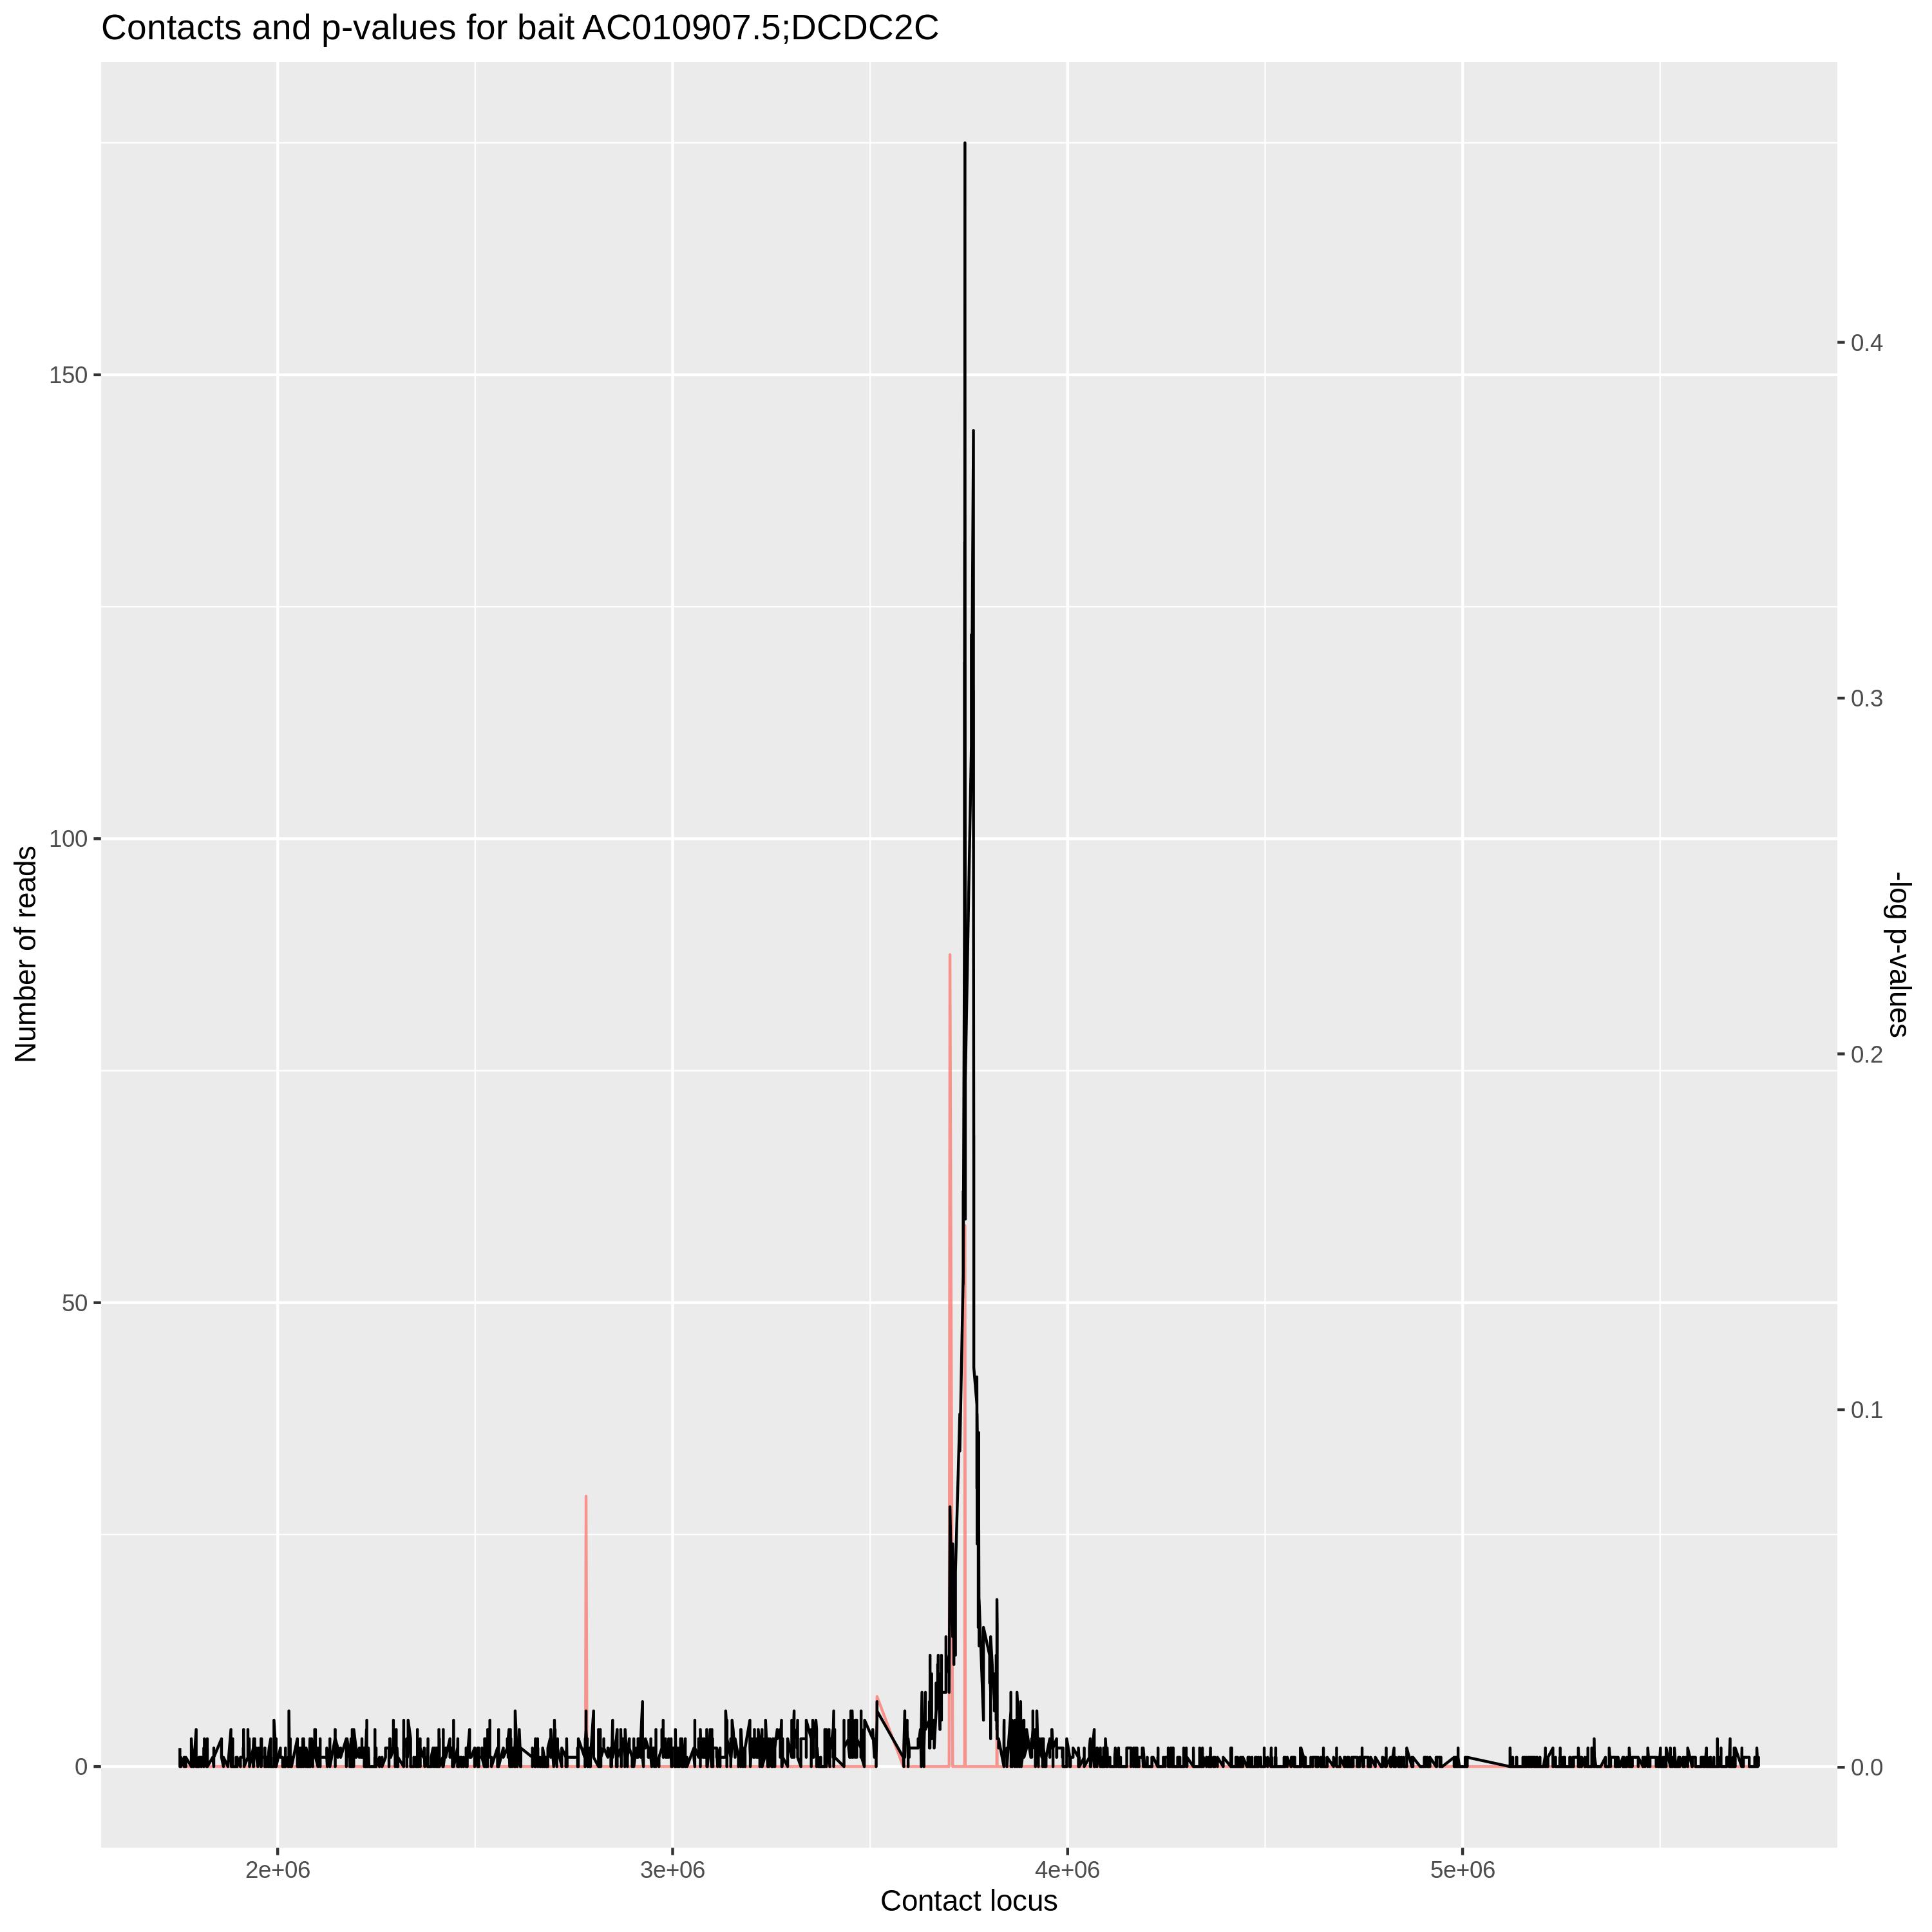 Contacts and p-values for bait AC010907.5;DCDC2C
Number of reads
150
100
50
0
0.4
0.3
0.2
0.1
0.0
-log p-values
2e+06
3e+06
4e+06
5e+06
Contact locus